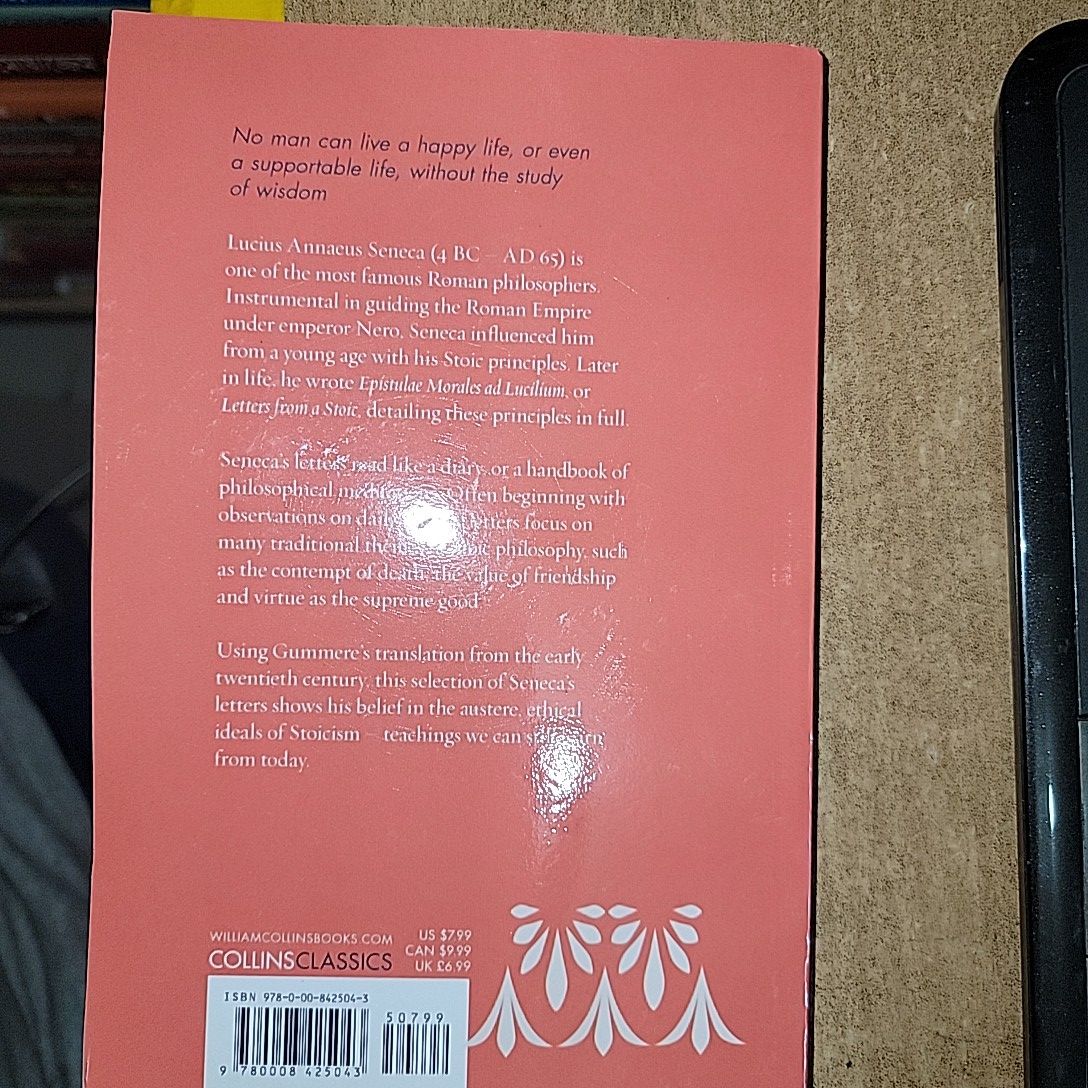 No man can live a happy life, or even
a supportable life, without the study
of wisdom
Lucius Annaeus Seneca (4 BC – AD 65) is
one of the most famous Roman philosophers.
Instrumental in guiding the Roman Empire
under emperor Nero, Seneca influenced him
from a young age with his Stoic principles. Later
in life, he wrote Epistulae Morales ad Lucilium, or
Letters from a Stoic, detailing these principles in full.
Seneca's letters read like a diary, or a handbook of
philosophical Often beginning with
observations on letters focus on
many traditional philosophy, such
as the contempt of death, the value of friendship
and virtue as the supreme good.
Using Gummere's translation from the early
twentieth century, this selection of Seneca's
letters shows his belief in the austere, ethical
ideals of Stoicism – teachings we can
from today.
WILLIAMCOLLINSBOOKS.COM
COLLINSCLASSICS
US $7.99
CAN $9.99
UK £6.99
ISBN 978-0-00-842504-3
50799
9 780008 425043